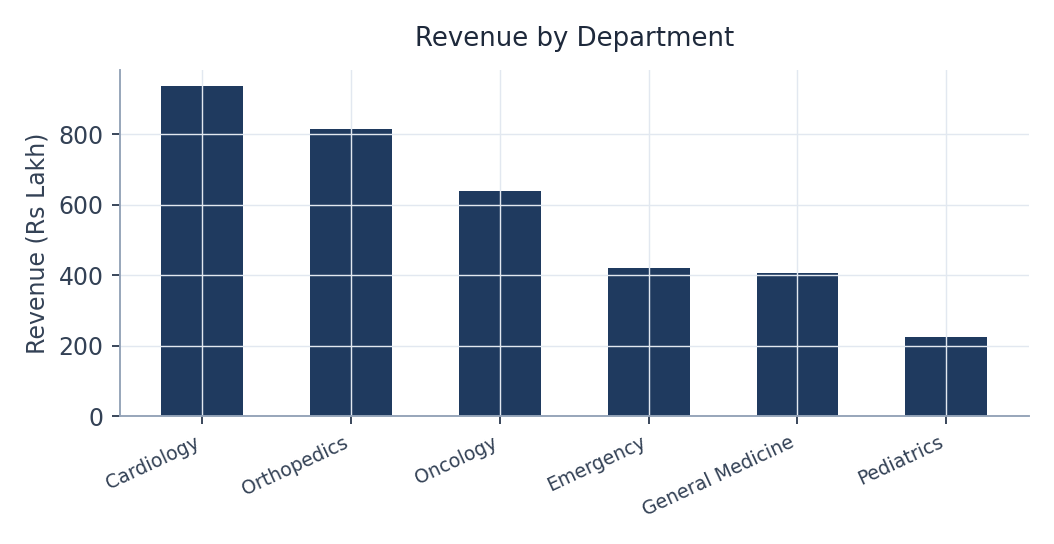 Revenue by Department
Revenue (Rs Lakh)
800
600
400
200
0
Cardiology
Orthopedics
Oncology
Emergency
General Medicine
Pediatrics